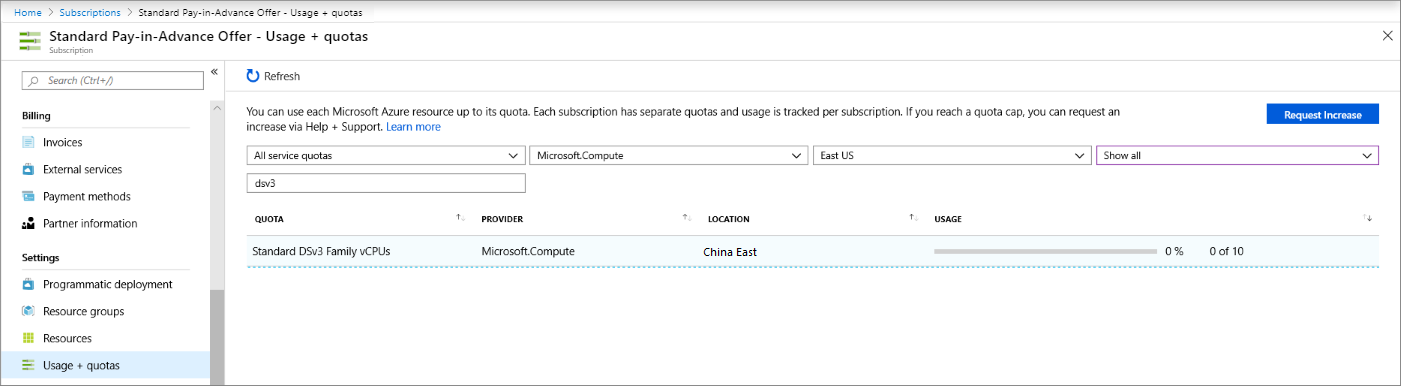 Home > Subscriptions > Standard Pay-in-Advance Offer - Usage + quotas
Standard Pay-in-Advance Offer - Usage + quotas
Subscription
Search (Ctrl+/)
«
Billing
Invoices
External services
Payment methods
Partner information
Settings
Programmatic deployment
Resource groups
Resources
Usage + quotas
Refresh
You can use each Microsoft Azure resource up to its quota. Each subscription has separate quotas and usage is tracked per subscription. If you reach a quota cap, you can request an
increase via Help + Support. Learn more
Request Increase
All service quotas Microsoft.Compute East US Show all
dsv3
QUOTA PROVIDER LOCATION USAGE
Standard DSv3 Family vCPUs Microsoft.Compute China East 0 % 0 of 10